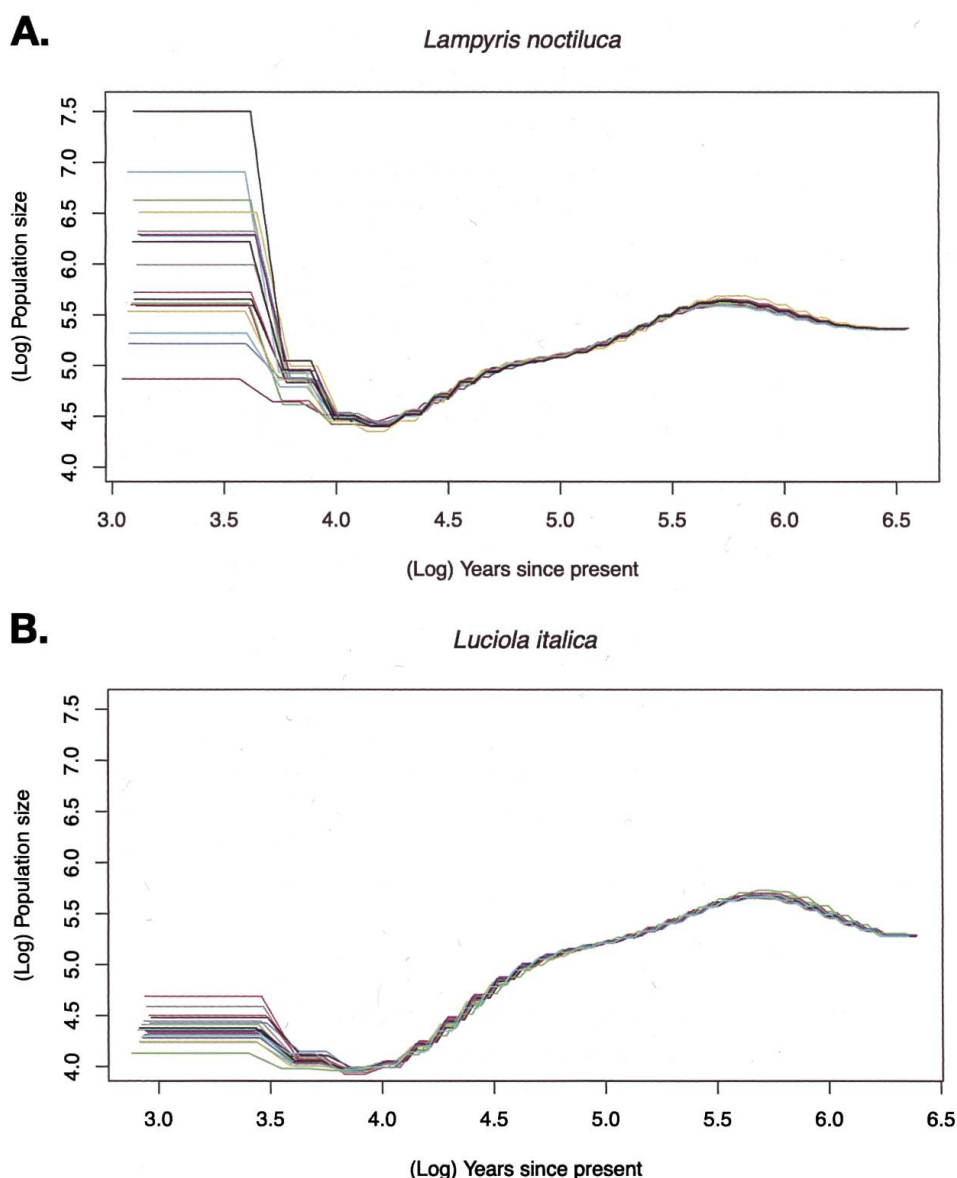 A.
Lampyris noctiluca
(Log) Population size
7.5
7.0
6.5
6.0
5.5
5.0
4.5
4.0
3.0 3.5 4.0 4.5 5.0 5.5 6.0 6.5
(Log) Years since present
B.
Luciola italica
(Log) Population size
7.5
7.0
6.5
6.0
5.5
5.0
4.5
4.0
3.0 3.5 4.0 4.5 5.0 5.5 6.0 6.5
(Log) Years since present